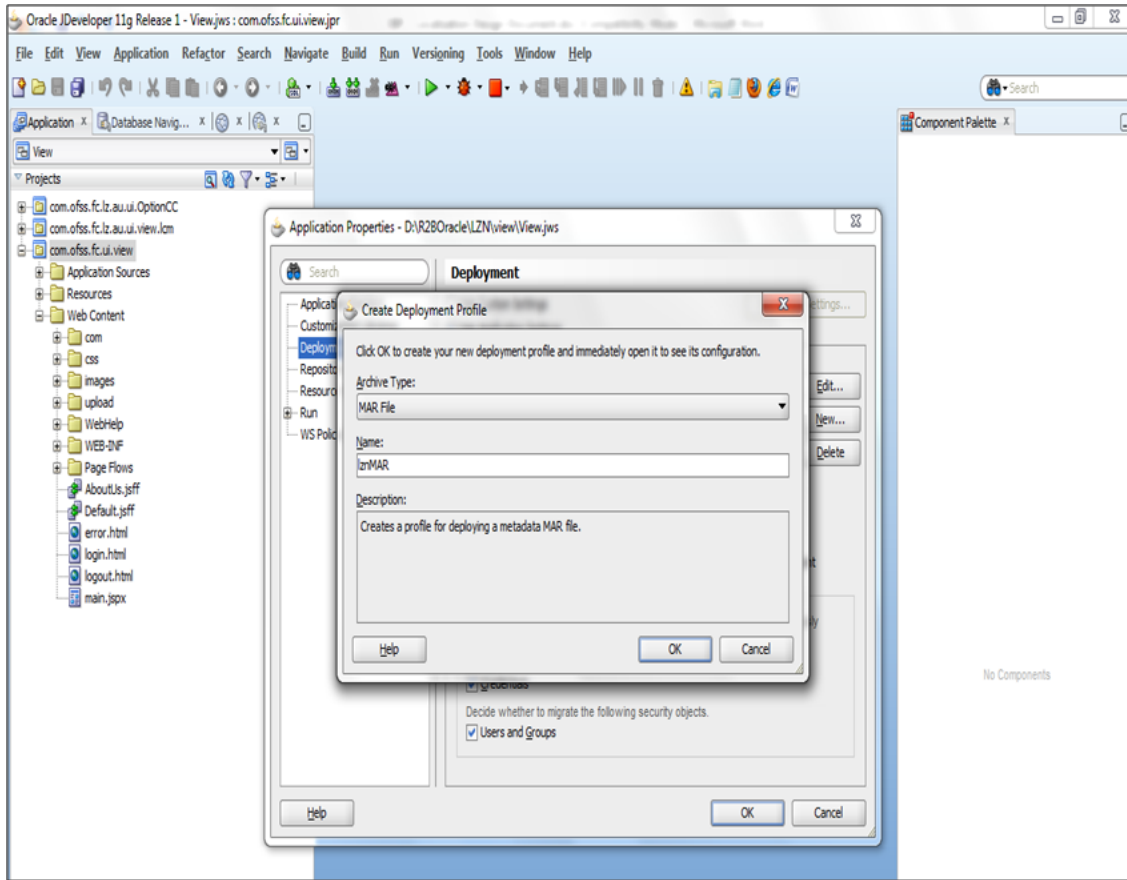 Oracle JDeveloper 11g Release 1 - View.jws : com.ofss.fc.ui.view.jpr
File Edit View Application Refactor Search Navigate Build Run Versioning Tools Window Help
Search
Application
Database Navig...
Component Palette
View
Projects
com.ofss.fc.lz.au.ui.OptionCC
com.ofss.fc.lz.au.ui.view.lcm
com.ofss.fc.ui.view
Application Sources
Resources
Web Content
com
css
images
upload
WebHelp
WEB-INF
Page Flows
AboutUs.jsff
Default.jsff
error.html
login.html
logout.html
main.jspx
Application Properties - D:\R2BOracle\LZN\view\View.jws
Search
Deployment
Run
Edit...
New...
Delete
Create Deployment Profile
Click OK to create your new deployment profile and immediately open it to see its configuration.
Archive Type:
MAR File
Name:
lznMAR
Description:
Creates a profile for deploying a metadata MAR file.
Help OK Cancel
Credentials
Decide whether to migrate the following security objects.
Users and Groups
Help OK Cancel
No Components